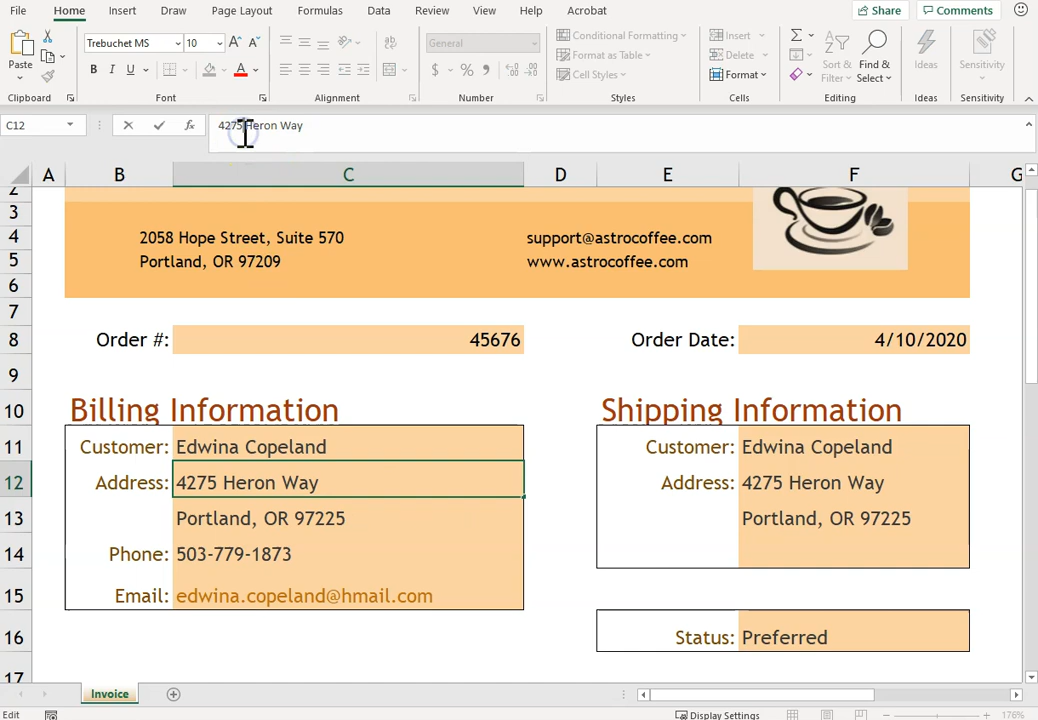 File Home Insert Draw Page Layout Formulas Data Review View Help Acrobat Share Comments
Trebuchet MS 10 A A General Conditional Formatting Insert Σ
Paste Format as Table Delete Sort & Find & Ideas Sensitivity
B I U A $ % , Cell Styles Format Filter Select
Clipboard Font Alignment Number Styles Cells Editing Ideas Sensitivity
C12 fx 4275 Heron Way
A B C D E F G
2
3
4 2058 Hope Street, Suite 570 support@astrocoffee.com
5 Portland, OR 97209 www.astrocoffee.com
6
7
8 Order #: 45676 Order Date: 4/10/2020
9
10 Billing Information Shipping Information
11 Customer: Edwina Copeland Customer: Edwina Copeland
12 Address: 4275 Heron Way Address: 4275 Heron Way
13 Portland, OR 97225 Portland, OR 97225
14 Phone: 503-779-1873
15 Email: edwina.copeland@hmail.com
16 Status: Preferred
17
Invoice
Edit Display Settings 176%